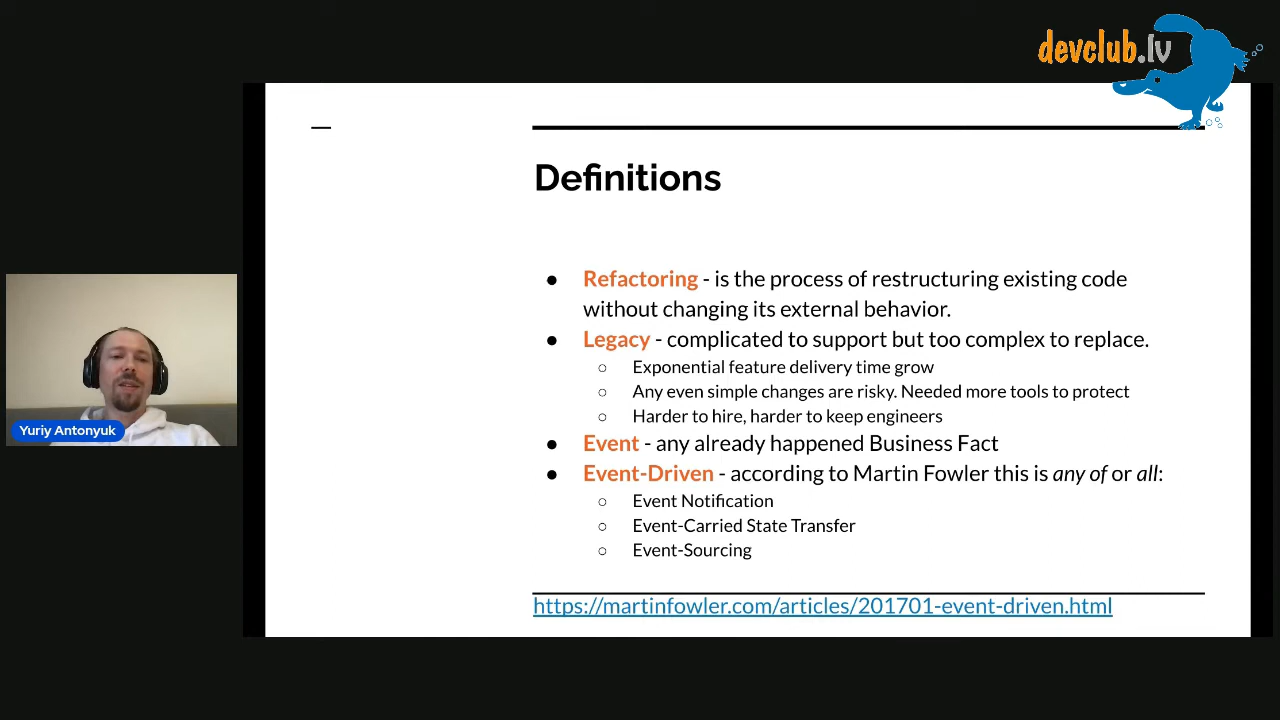 devclub.lv
Definitions
● Refactoring - is the process of restructuring existing code
without changing its external behavior.
● Legacy - complicated to support but too complex to replace.
○ Exponential feature delivery time grow
○ Any even simple changes are risky. Needed more tools to protect
○ Harder to hire, harder to keep engineers
● Event - any already happened Business Fact
● Event-Driven - according to Martin Fowler this is any of or all:
○ Event Notification
○ Event-Carried State Transfer
○ Event-Sourcing
https://martinfowler.com/articles/201701-event-driven.html
Yuriy Antonyuk